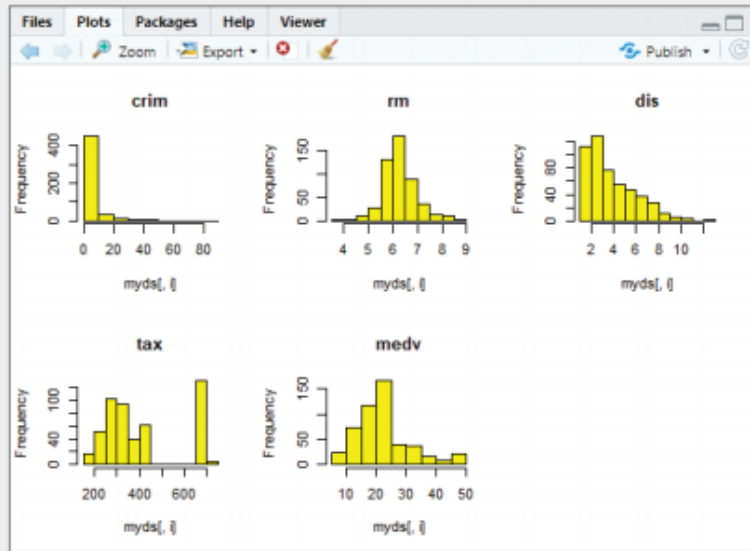 Files Plots Packages Help Viewer
Zoom Export Publish
crim
Frequency
0 200 400
0 20 40 60 80
myds[, i]
rm
Frequency
0 50 150
4 5 6 7 8 9
myds[, i]
dis
Frequency
0 40 80
2 4 6 8 10
myds[, i]
tax
Frequency
0 40 100
200 400 600
myds[, i]
medv
Frequency
0 50 150
10 20 30 40 50
myds[, i]